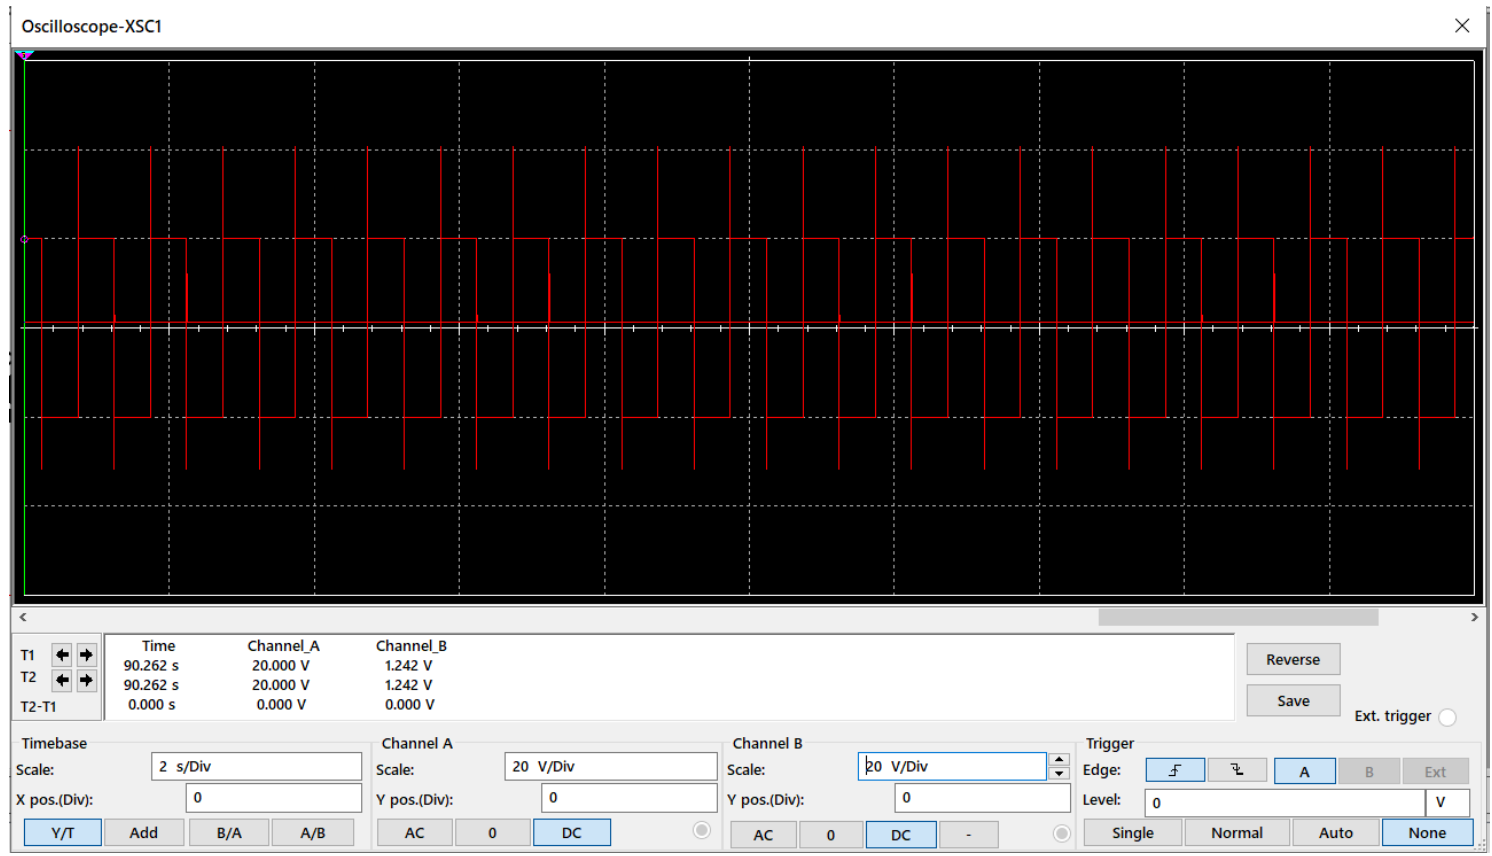 Oscilloscope-XSC1
Time Channel_A Channel_B
T1 90.262 s 20.000 V 1.242 V
T2 90.262 s 20.000 V 1.242 V
T2-T1 0.000 s 0.000 V 0.000 V
Reverse
Save
Ext. trigger
Timebase
Scale: 2 s/Div
X pos.(Div): 0
Y/T Add B/A A/B
Channel A
Scale: 20 V/Div
Y pos.(Div): 0
AC 0 DC
Channel B
Scale: 20 V/Div
Y pos.(Div): 0
AC 0 DC -
Trigger
Edge: A B Ext
Level: 0 V
Single Normal Auto None